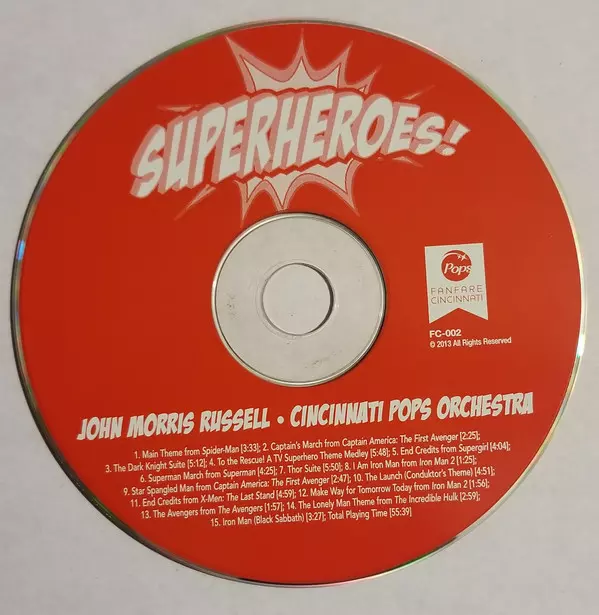 SUPERHEROES!
Pops
FANFARE
CINCINNATI
FC-002
© 2013 All Rights Reserved
JOHN MORRIS RUSSELL • CINCINNATI POPS ORCHESTRA
1. Main Theme from Spider-Man [3:33]; 2. Captain's March from Captain America: The First Avenger [2:25];
3. The Dark Knight Suite [5:12]; 4. To the Rescue! A TV Superhero Theme Medley [5:48]; 5. End Credits from Supergirl [4:04];
6. Superman March from Superman [4:25]; 7. Thor Suite [5:50]; 8. I Am Iron Man from Iron Man 2 [1:25];
9. Star Spangled Man from Captain America: The First Avenger [2:47]; 10. The Launch (Konduktor's Theme) [4:51];
11. End Credits from X-Men: The Last Stand [4:59]; 12. Make Way for Tomorrow Today from Iron Man 2 [1:56];
13. The Avengers from The Avengers [1:57]; 14. The Lonely Man Theme from The Incredible Hulk [2:59];
15. Iron Man (Black Sabbath) [3:27]; Total Playing Time [55:39]